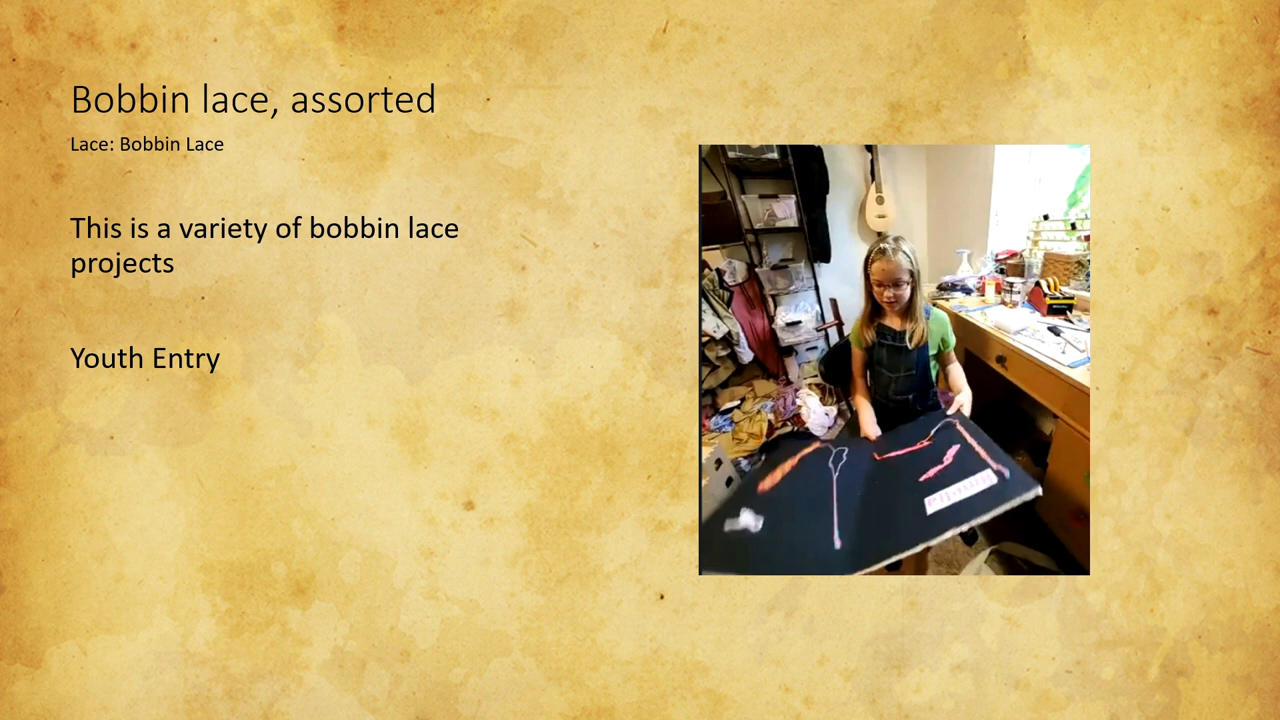 Bobbin lace, assorted
Lace: Bobbin Lace
This is a variety of bobbin lace
projects
Youth Entry